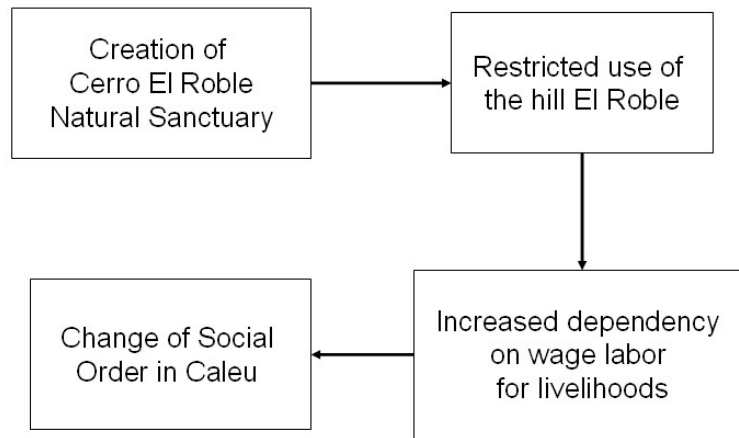 Creation of
Cerro El Roble
Natural Sanctuary
Restricted use of
the hill El Roble
Increased dependency
on wage labor
for livelihoods
Change of Social
Order in Caleu